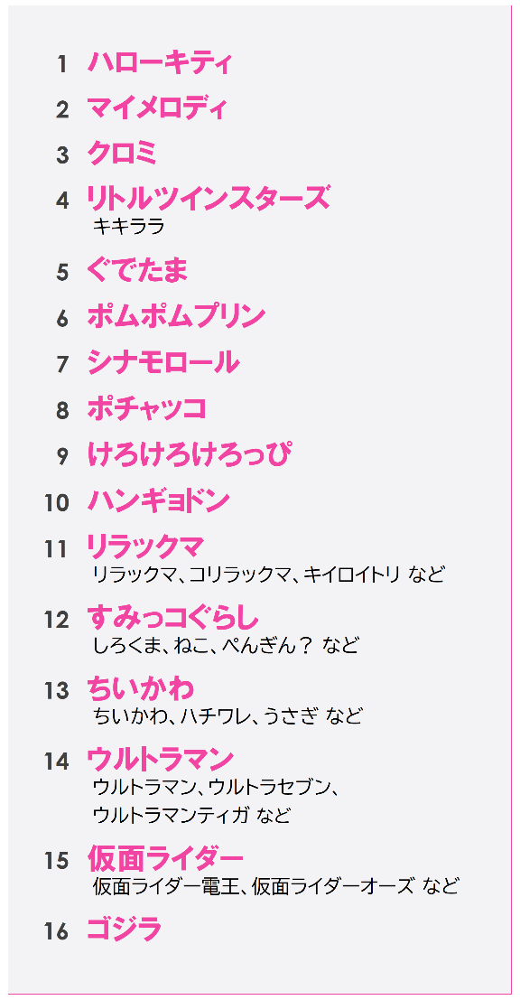 1 ハローキティ
2 マイメロディ
3 クロミ
4 リトルツインスターズ
キキララ
5 ぐでたま
6 ポムポムプリン
7 シナモロール
8 ポチャッコ
9 けろけろけろっぴ
10 ハンギョドン
11 リラックマ
リラックマ、コリラックマ、キイロイトリ など
12 すみっコぐらし
しろくま、ねこ、ぺんぎん？ など
13 ちいかわ
ちいかわ、ハチワレ、うさぎ など
14 ウルトラマン
ウルトラマン、ウルトラセブン、
ウルトラマンティガ など
15 仮面ライダー
仮面ライダー電王、仮面ライダーオーズ など
16 ゴジラ